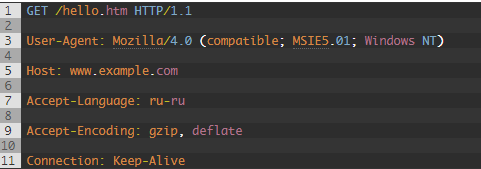 1 GET /hello.htm HTTP/1.1
2
3 User-Agent: Mozilla/4.0 (compatible; MSIE5.01; Windows NT)
4
5 Host: www.example.com
6
7 Accept-Language: ru-ru
8
9 Accept-Encoding: gzip, deflate
10
11 Connection: Keep-Alive